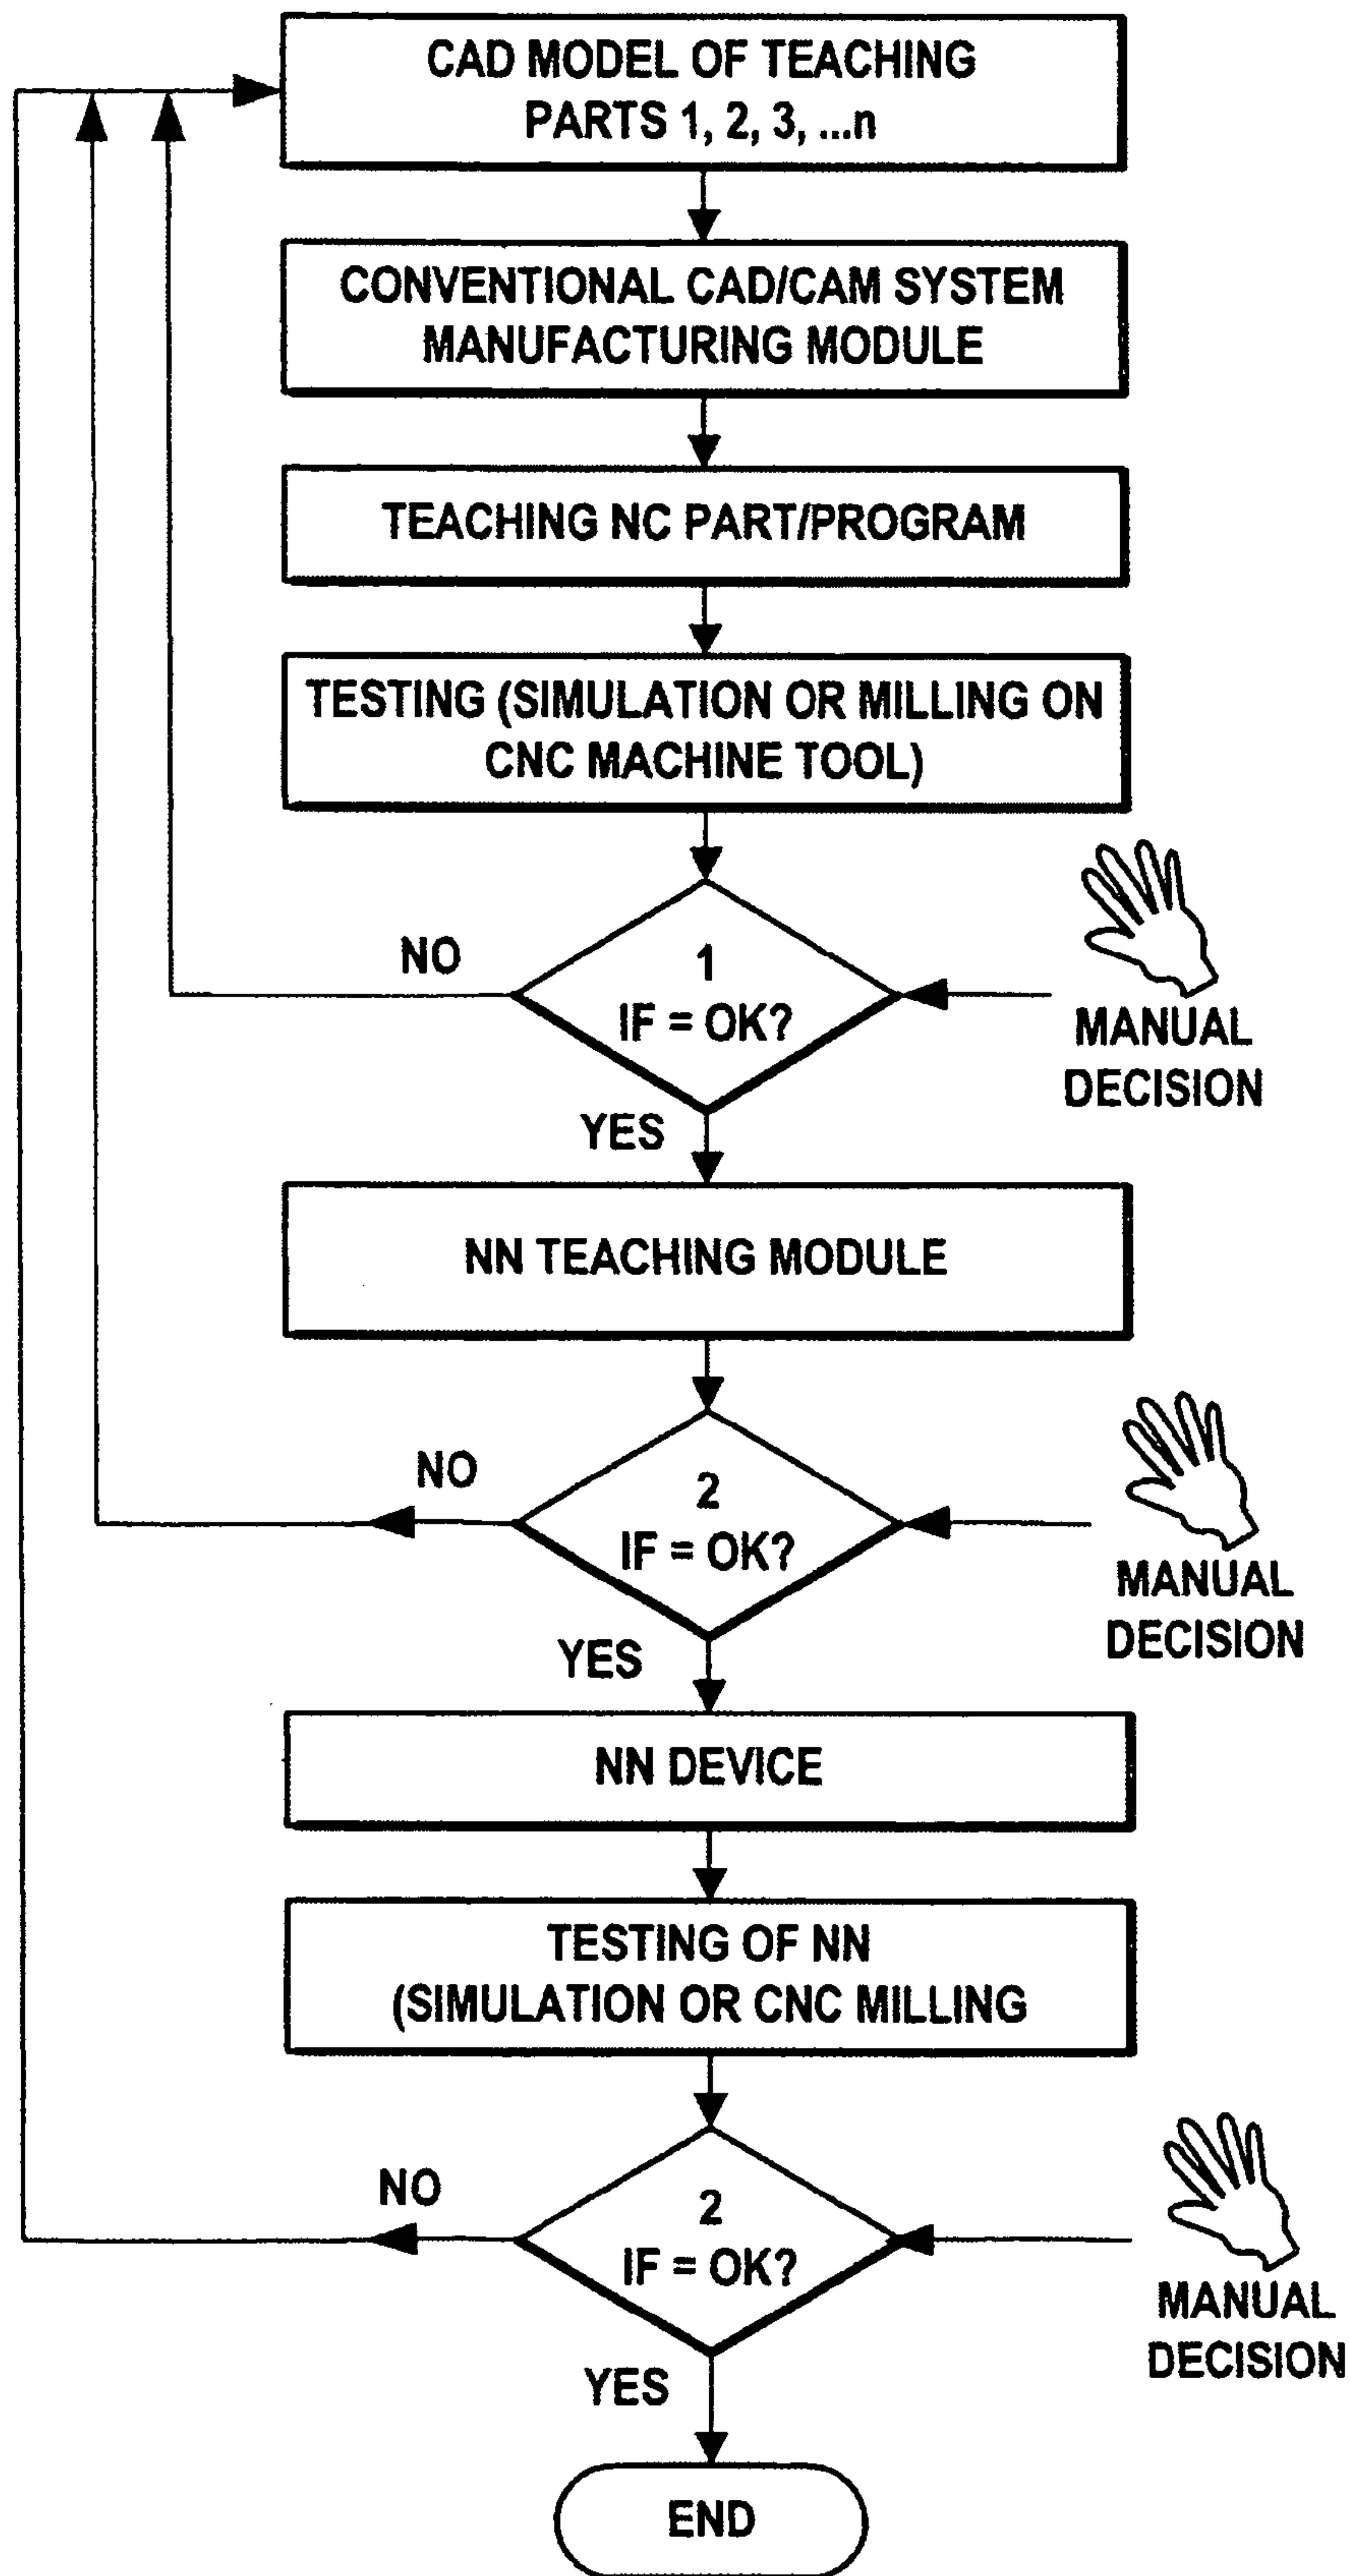 CAD MODEL OF TEACHING
PARTS 1, 2, 3, ...n
CONVENTIONAL CAD/CAM SYSTEM
MANUFACTURING MODULE
TEACHING NC PART/PROGRAM
TESTING (SIMULATION OR MILLING ON
CNC MACHINE TOOL)
NO
1
IF = OK?
MANUAL
DECISION
YES
NN TEACHING MODULE
NO
2
IF = OK?
MANUAL
DECISION
YES
NN DEVICE
TESTING OF NN
(SIMULATION OR CNC MILLING
NO
2
IF = OK?
MANUAL
DECISION
YES
END